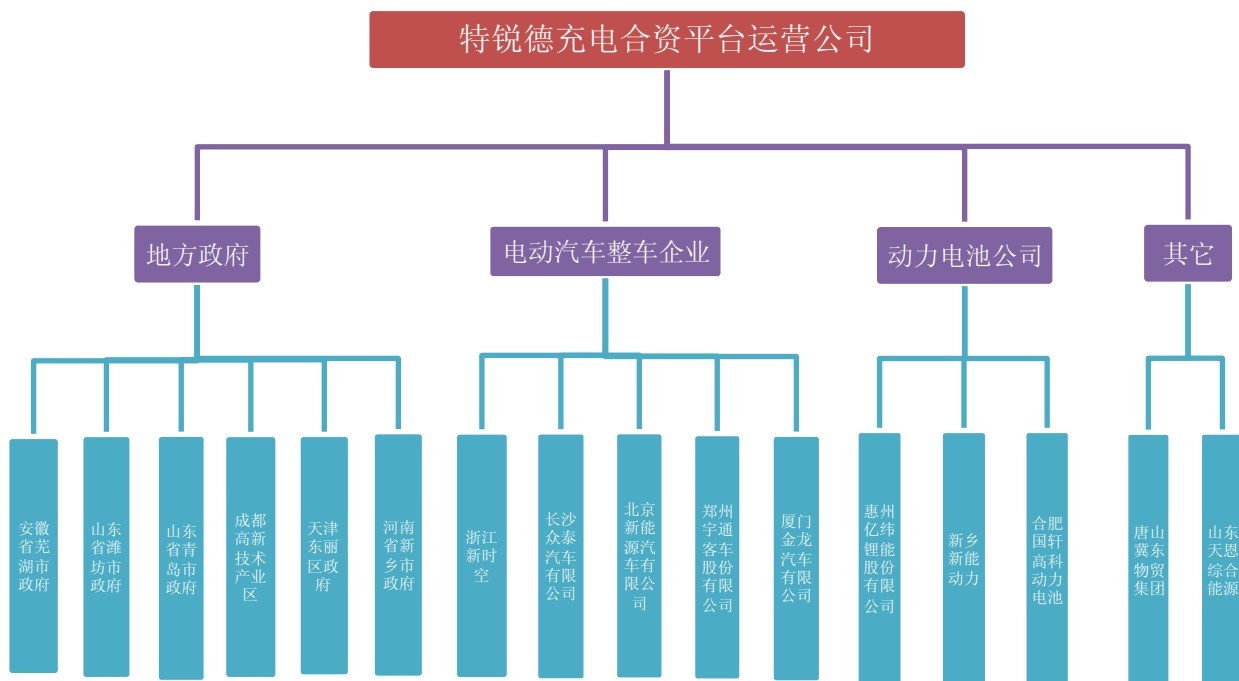 特锐德充电合资平台运营公司
地方政府
电动汽车整车企业
动力电池公司
其它
安徽
省芜
湖市
政府
山东
省潍
坊市
政府
山东
省青
岛市
政府
成都
高新
技术
产业
区
天津
东丽
区政
府
河南
省新
乡市
政府
浙江
新时
空
长沙
众泰
汽车
有限
公司
北京
新能
源汽
车有
限公
司
郑州
宇通
客车
股份
有限
公司
厦门
金龙
汽车
有限
公司
惠州
亿纬
锂能
股份
有限
公司
新乡
新能
动力
合肥
国轩
高科
动力
电池
唐山
冀东
物贸
集团
山东
天恩
综合
能源